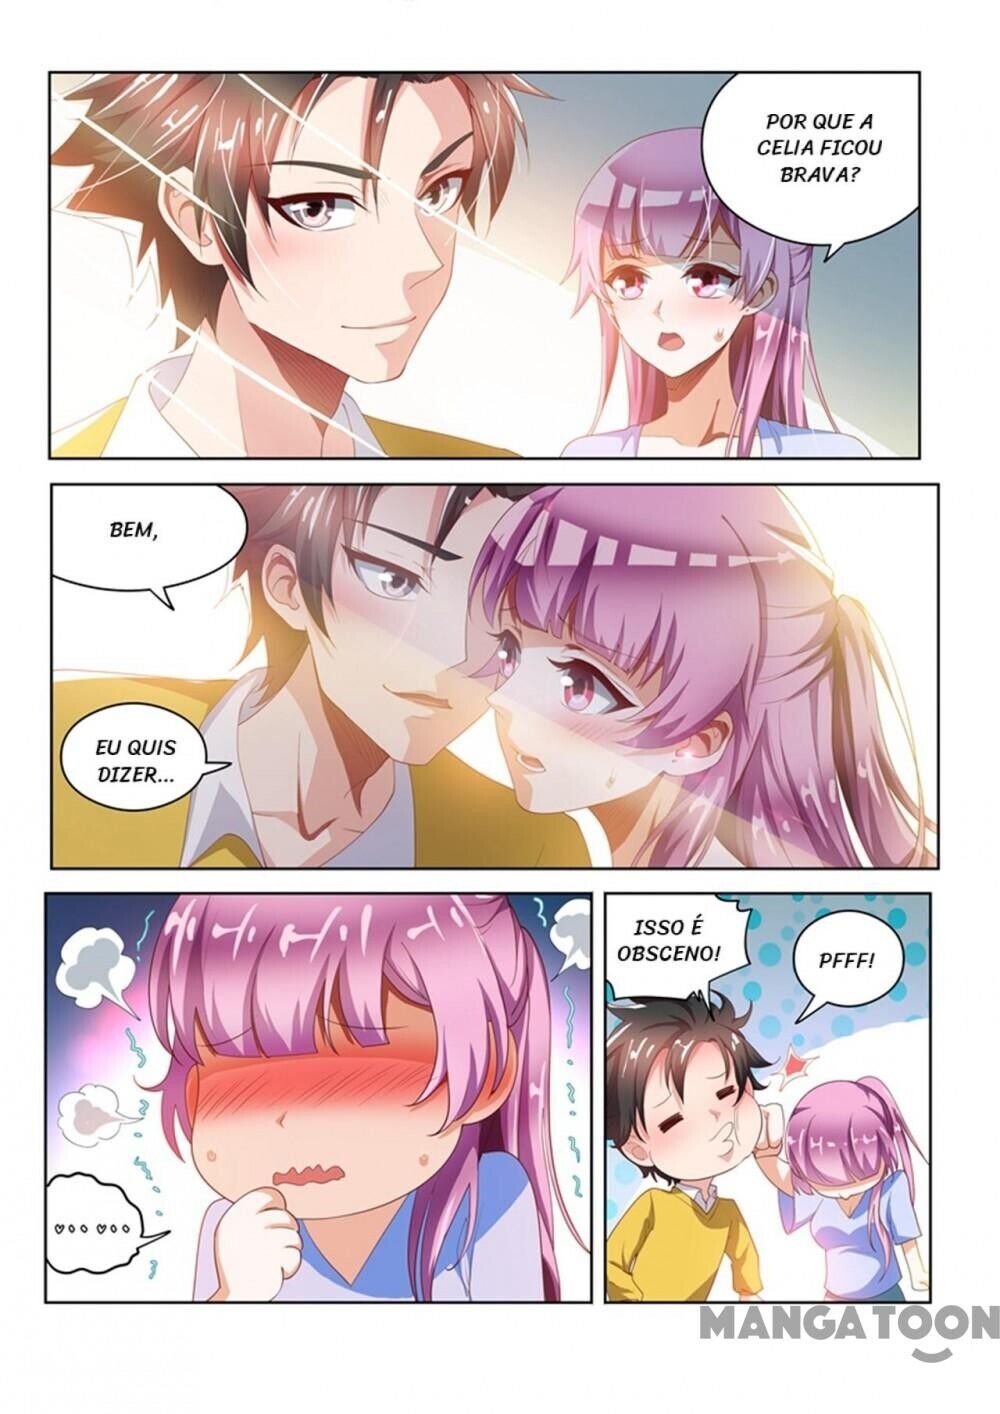 POR QUE A
CELIA FICOU
BRAVA?
BEM,
EU QUIS
DIZER...
ISSO É
OBSCENO!
PFFF!
MANGATOON